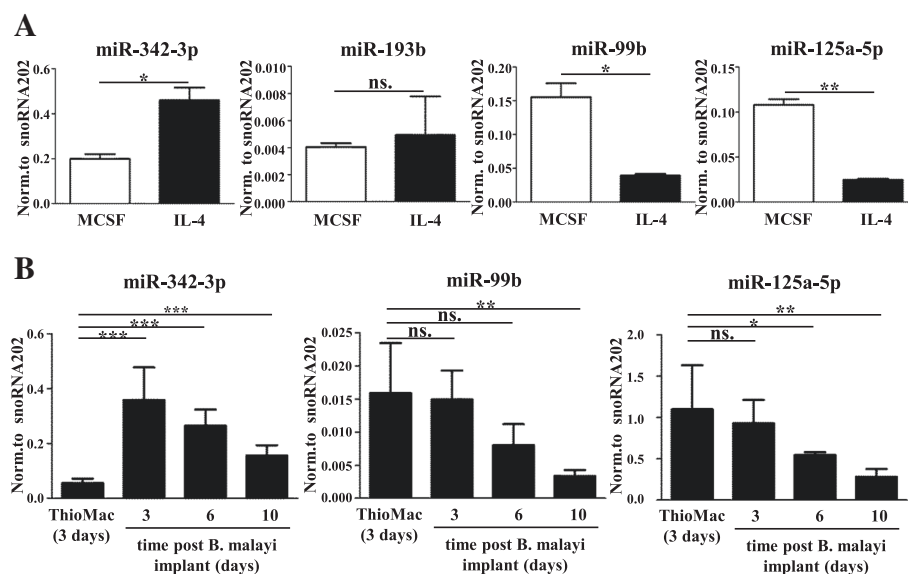 A
miR-342-3p
Norm.to snoRNA202
0.6
0.4
0.2
0.0
*
MCSF
IL-4
miR-193b
Norm. to snoRNA202
0.010
0.008
0.006
0.004
0.002
0.000
ns.
MCSF
IL-4
miR-99b
Norm.to snoRNA202
0.20
0.15
0.10
0.05
0.00
*
MCSF
IL-4
miR-125a-5p
Norm.to snoRNA202
0.15
0.10
0.05
0.00
**
MCSF
IL-4
B
miR-342-3p
Norm.to snoRNA202
0.6
0.4
0.2
0.0
***
***
***
ThioMac
(3 days)
3
6
10
time post B. malayi
implant (days)
miR-99b
Norm.to snoRNA202
0.025
0.020
0.015
0.010
0.005
0.000
**
ns.
ns.
ThioMac
(3 days)
3
6
10
time post B. malayi
implant (days)
miR-125a-5p
Norm.to snoRNA202
2.0
1.5
1.0
0.5
0.0
**
*
ns.
ThioMac
(3 days)
3
6
10
time post B. malayi
implant (days)